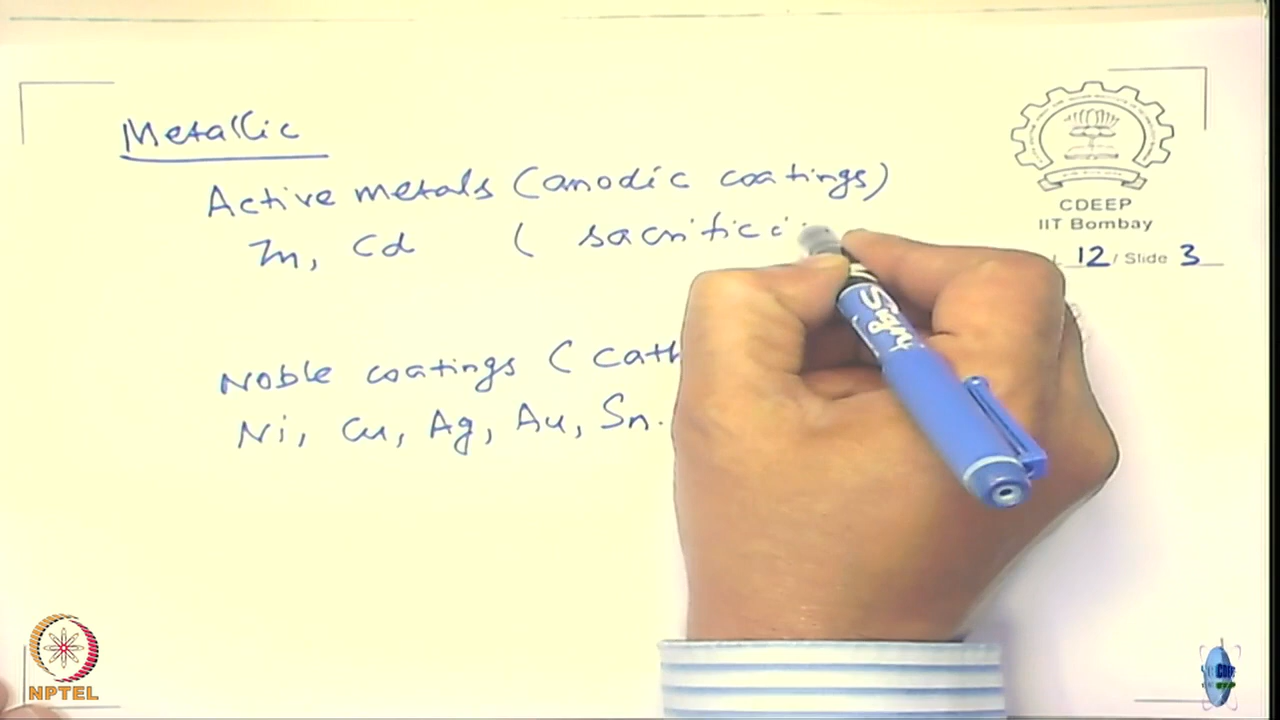 Metallic
Active metals (anodic coatings)
Zn, Cd ( sacrifici
Noble coatings ( Cath
Ni, Cu, Ag, Au, Sn.
CDEEP
IIT Bombay
12 / Slide 3
NPTEL